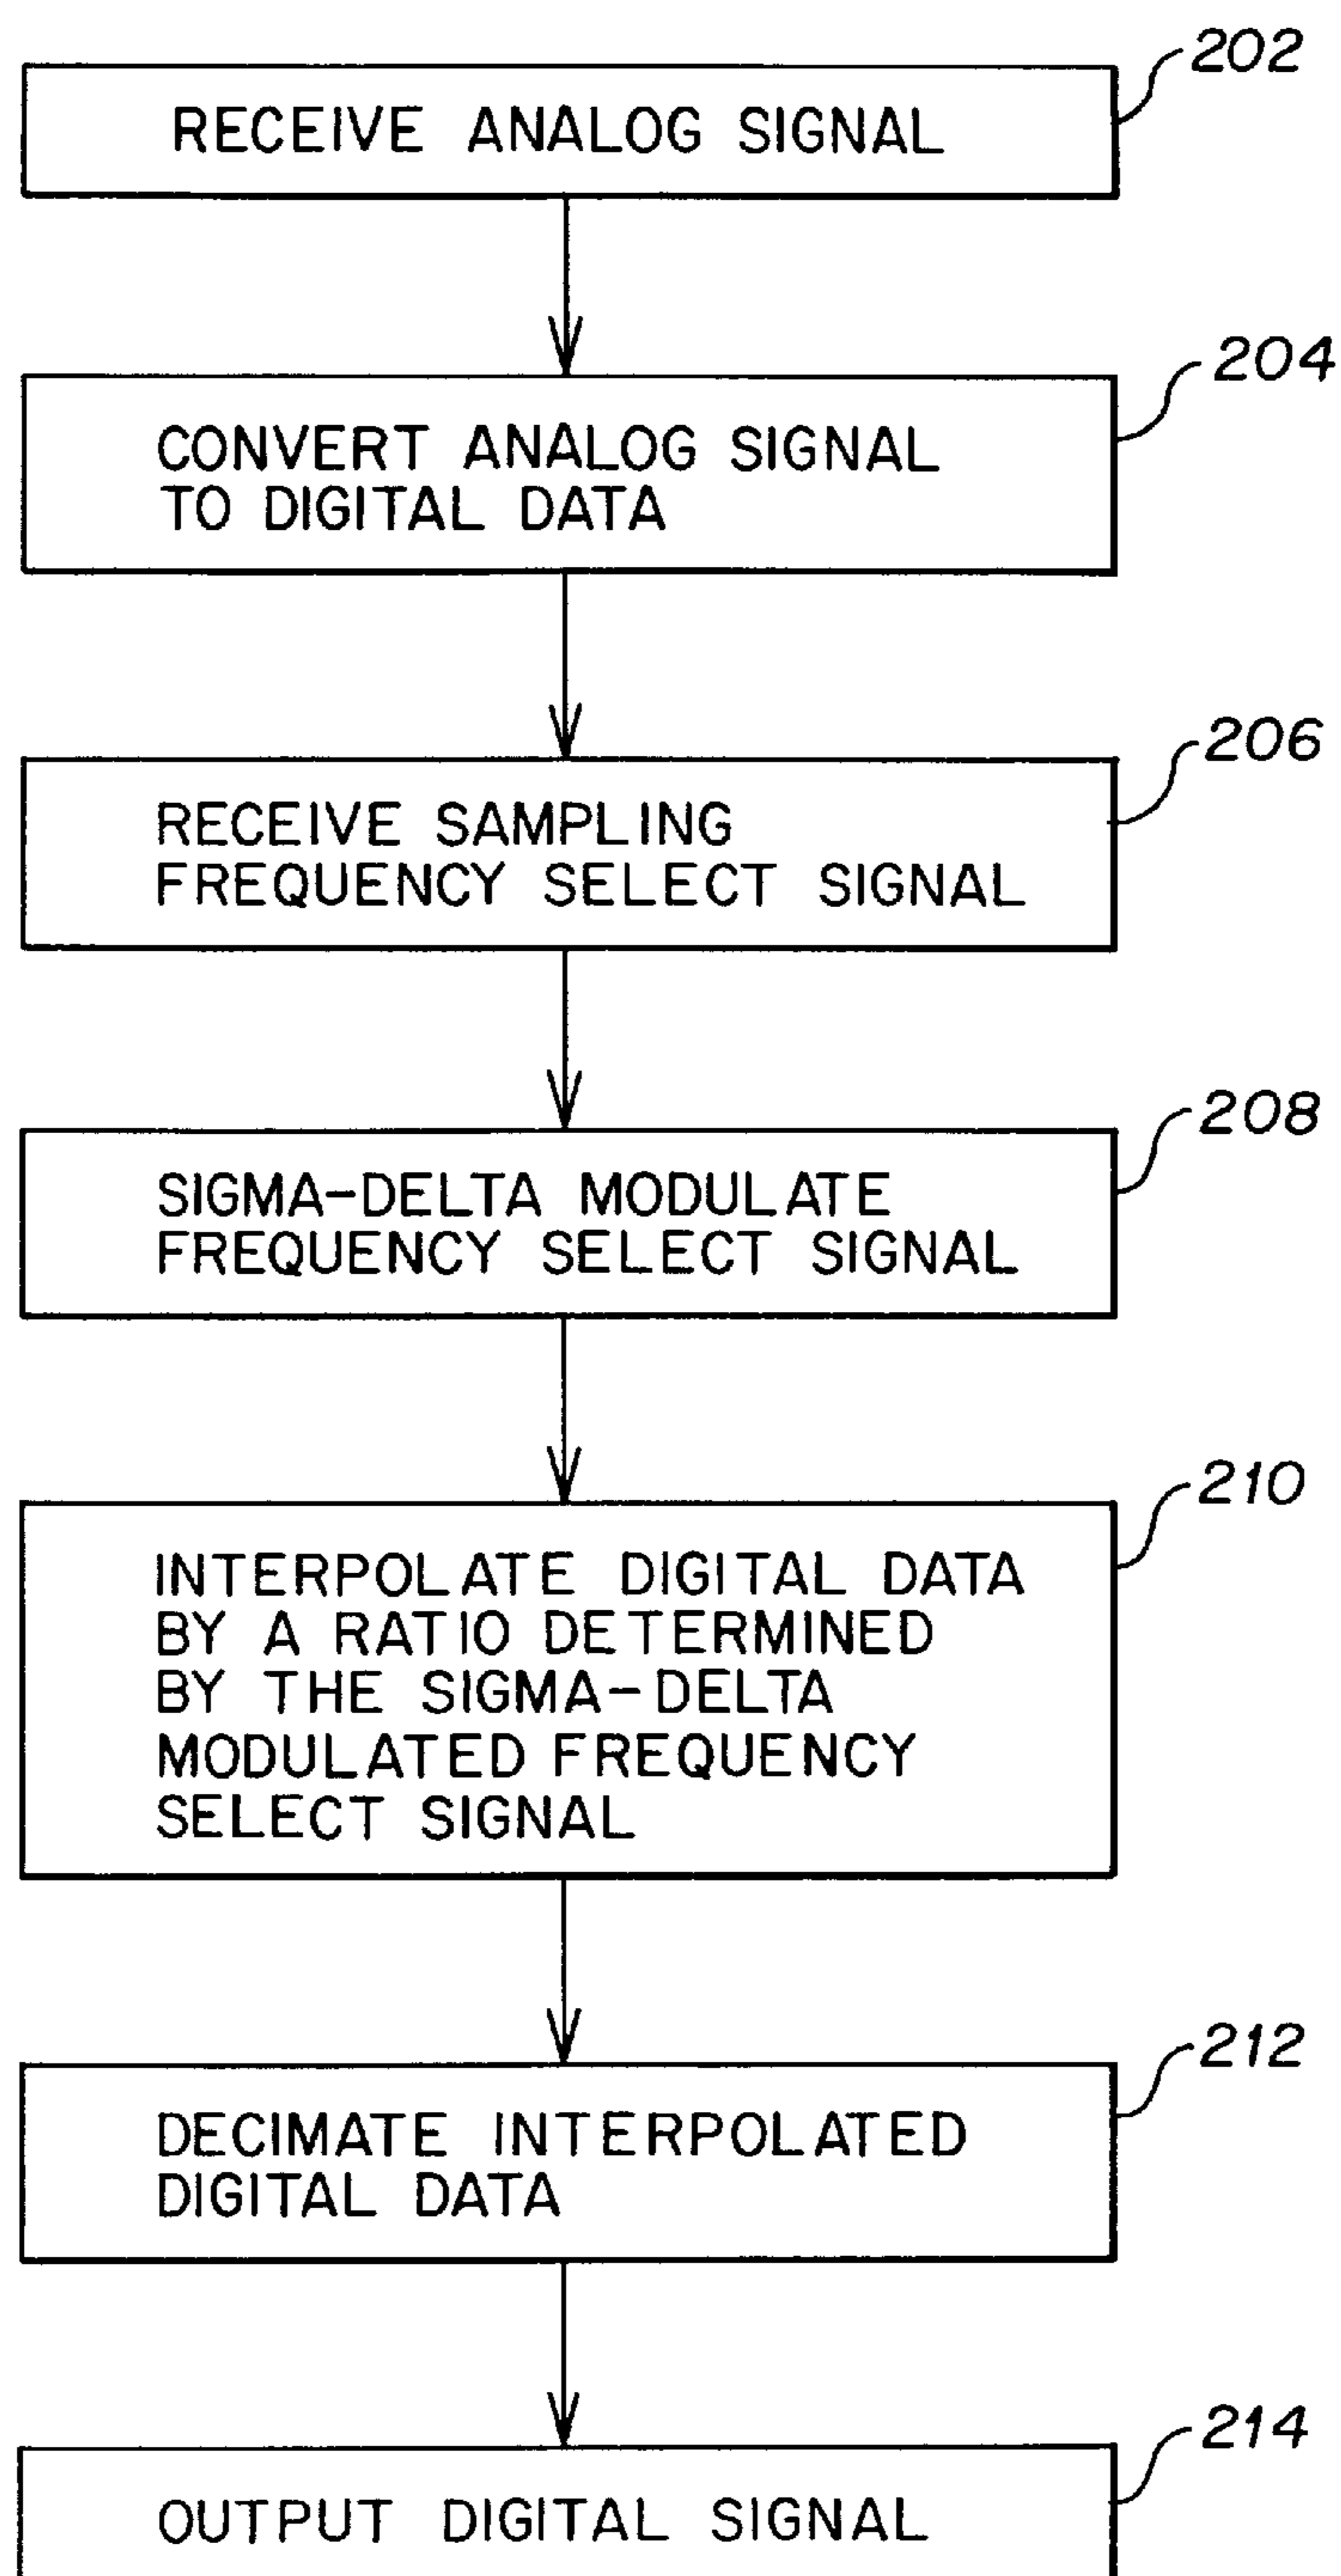 202
RECEIVE ANALOG SIGNAL
204
CONVERT ANALOG SIGNAL
TO DIGITAL DATA
206
RECEIVE SAMPLING
FREQUENCY SELECT SIGNAL
208
SIGMA-DELTA MODULATE
FREQUENCY SELECT SIGNAL
210
INTERPOLATE DIGITAL DATA
BY A RATIO DETERMINED
BY THE SIGMA-DELTA
MODULATED FREQUENCY
SELECT SIGNAL
212
DECIMATE INTERPOLATED
DIGITAL DATA
214
OUTPUT DIGITAL SIGNAL